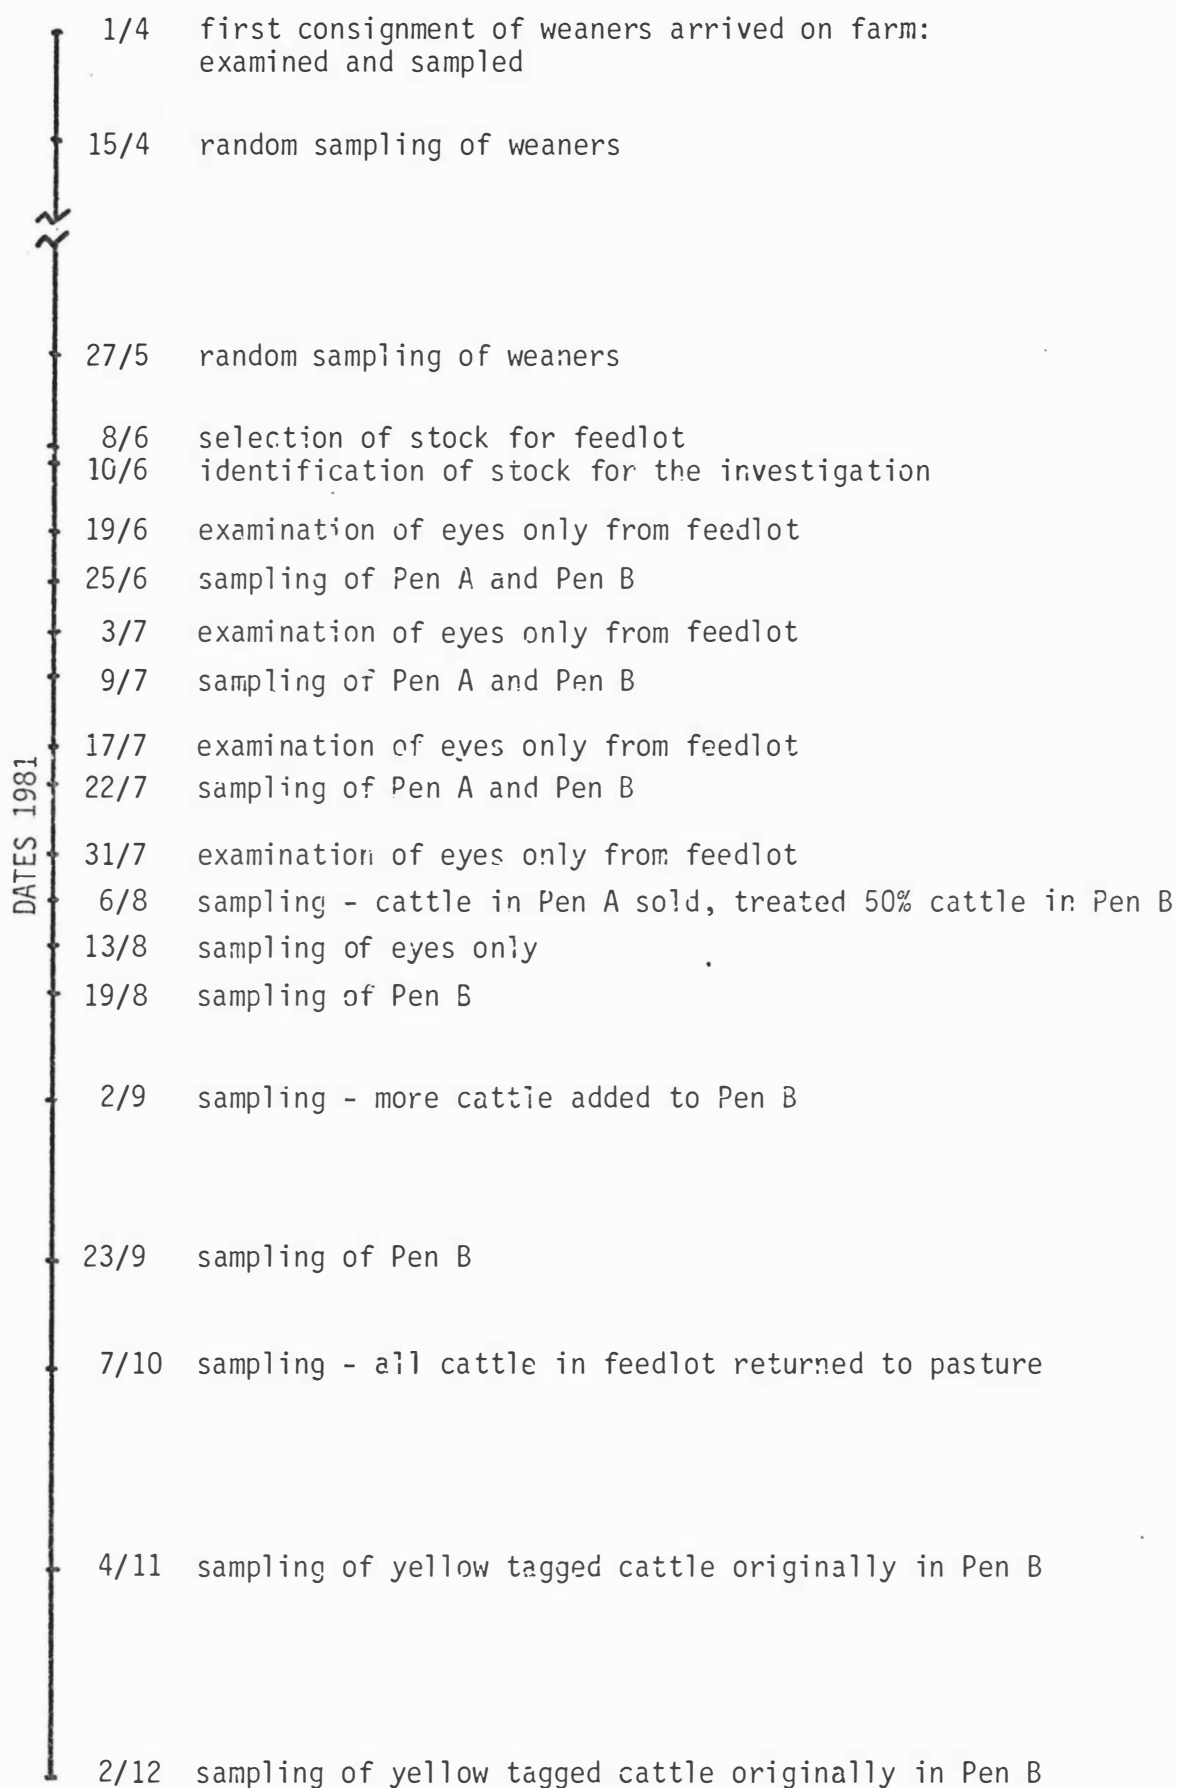 1/4 first consignment of weaners arrived on farm:
examined and sampled
15/4 random sampling of weaners
27/5 random sampling of weaners
8/6 selection of stock for feedlot
10/6 identification of stock for the investigation
19/6 examination of eyes only from feedlot
25/6 sampling of Pen A and Pen B
3/7 examination of eyes only from feedlot
9/7 sampling of Pen A and Pen B
17/7 examination of eyes only from feedlot
22/7 sampling of Pen A and Pen B
31/7 examination of eyes only from feedlot
6/8 sampling - cattle in Pen A sold, treated 50% cattle in Pen B
13/8 sampling of eyes only
19/8 sampling of Pen B
2/9 sampling - more cattle added to Pen B
23/9 sampling of Pen B
7/10 sampling - all cattle in feedlot returned to pasture
4/11 sampling of yellow tagged cattle originally in Pen B
2/12 sampling of yellow tagged cattle originally in Pen B
DATES 1981